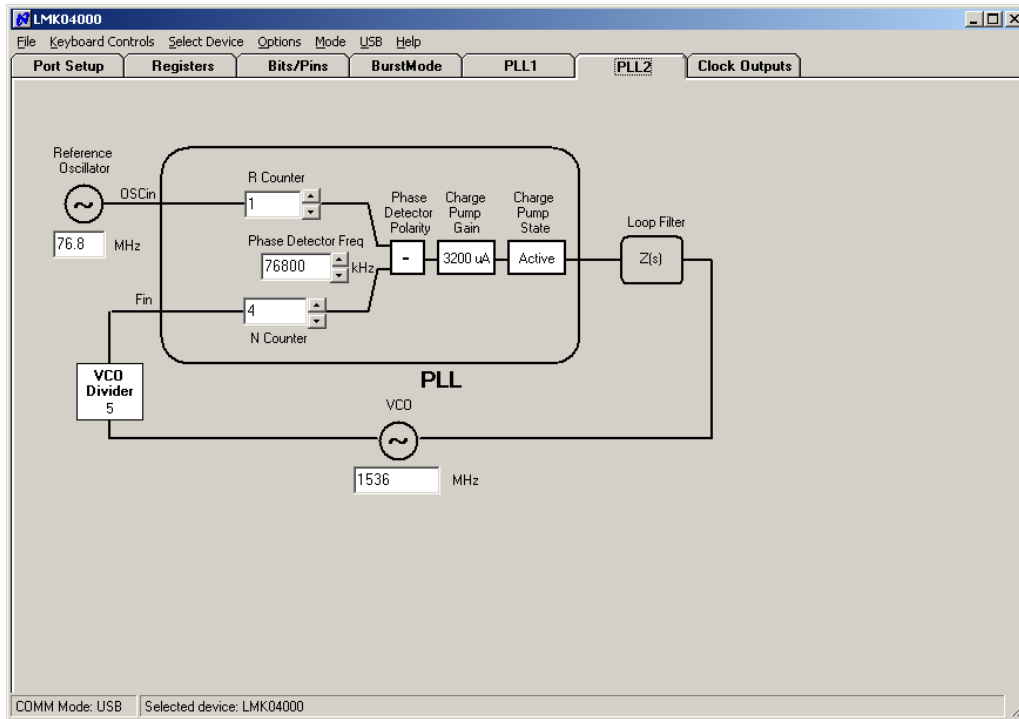 LMK04000
File Keyboard Controls Select Device Options Mode USB Help
Port Setup Registers Bits/Pins BurstMode PLL1 PLL2 Clock Outputs
Reference
Oscillator
OSCin
76.8 MHz
R Counter
1
Phase Detector Freq
76800 kHz
Fin
4
N Counter
Phase
Detector
Polarity
-
Charge
Pump
Gain
3200 uA
Charge
Pump
State
Active
Loop Filter
Z(s)
PLL
VCO
Divider
5
VCO
~
~
1536 MHz
COMM Mode: USB Selected device: LMK04000